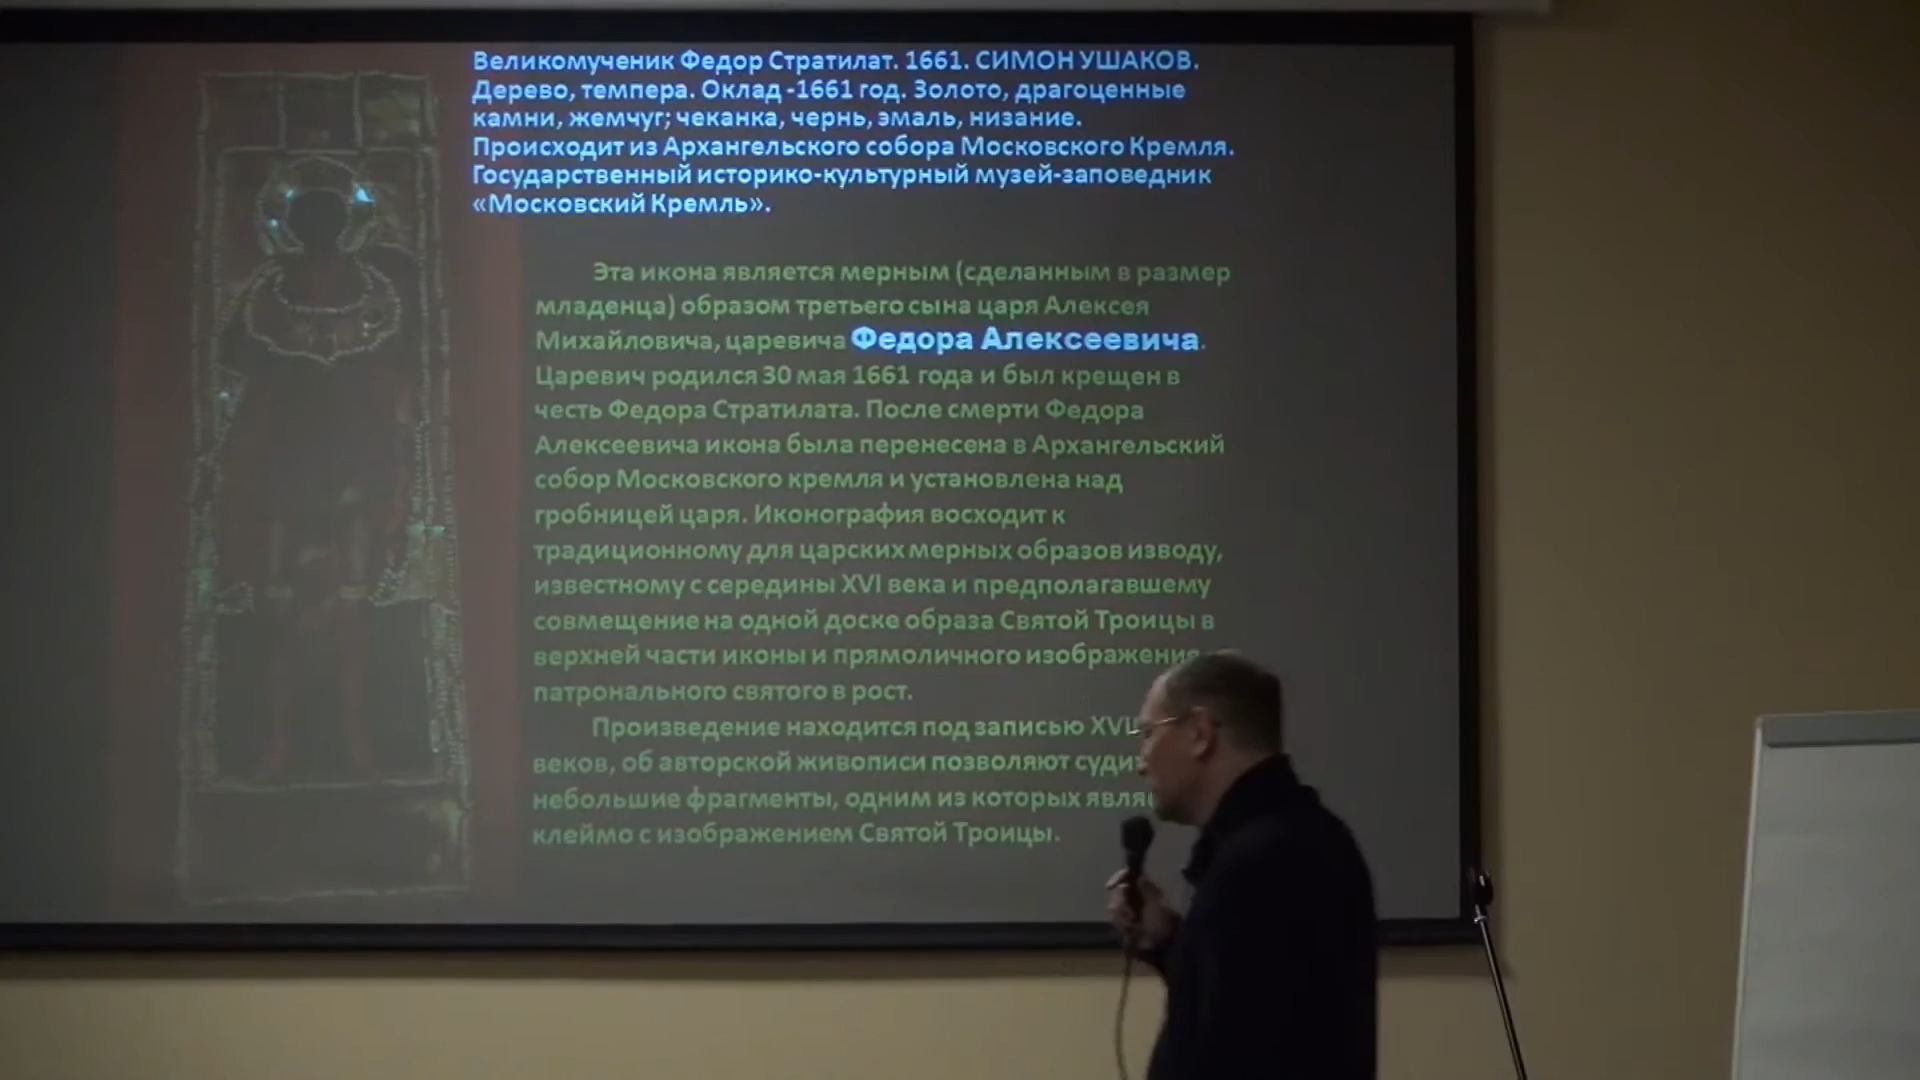 Великомученик Федор Стратилат. 1661. СИМОН УШАКОВ.
Дерево, темпера. Оклад -1661 год. Золото, драгоценные
камни, жемчуг; чеканка, чернь, эмаль, низание.
Происходит из Архангельского собора Московского Кремля.
Государственный историко-культурный музей-заповедник
«Московский Кремль».
Эта икона является мерным (сделанным в размер
младенца) образом третьего сына царя Алексея
Михайловича, царевича Федора Алексеевича.
Царевич родился 30 мая 1661 года и был крещен в
честь Федора Стратилата. После смерти Федора
Алексеевича икона была перенесена в Архангельский
собор Московского кремля и установлена над
гробницей царя. Иконография восходит к
традиционному для царских мерных образов изводу,
известному с середины XVI века и предполагавшему
совмещение на одной доске образа Святой Троицы в
верхней части иконы и прямоличного изображения
патронального святого в рост.
Произведение находится под записью
веков, об авторской живописи позволяют
небольшие фрагменты, одним из которых
клеймо с изображением Святой Троицы.